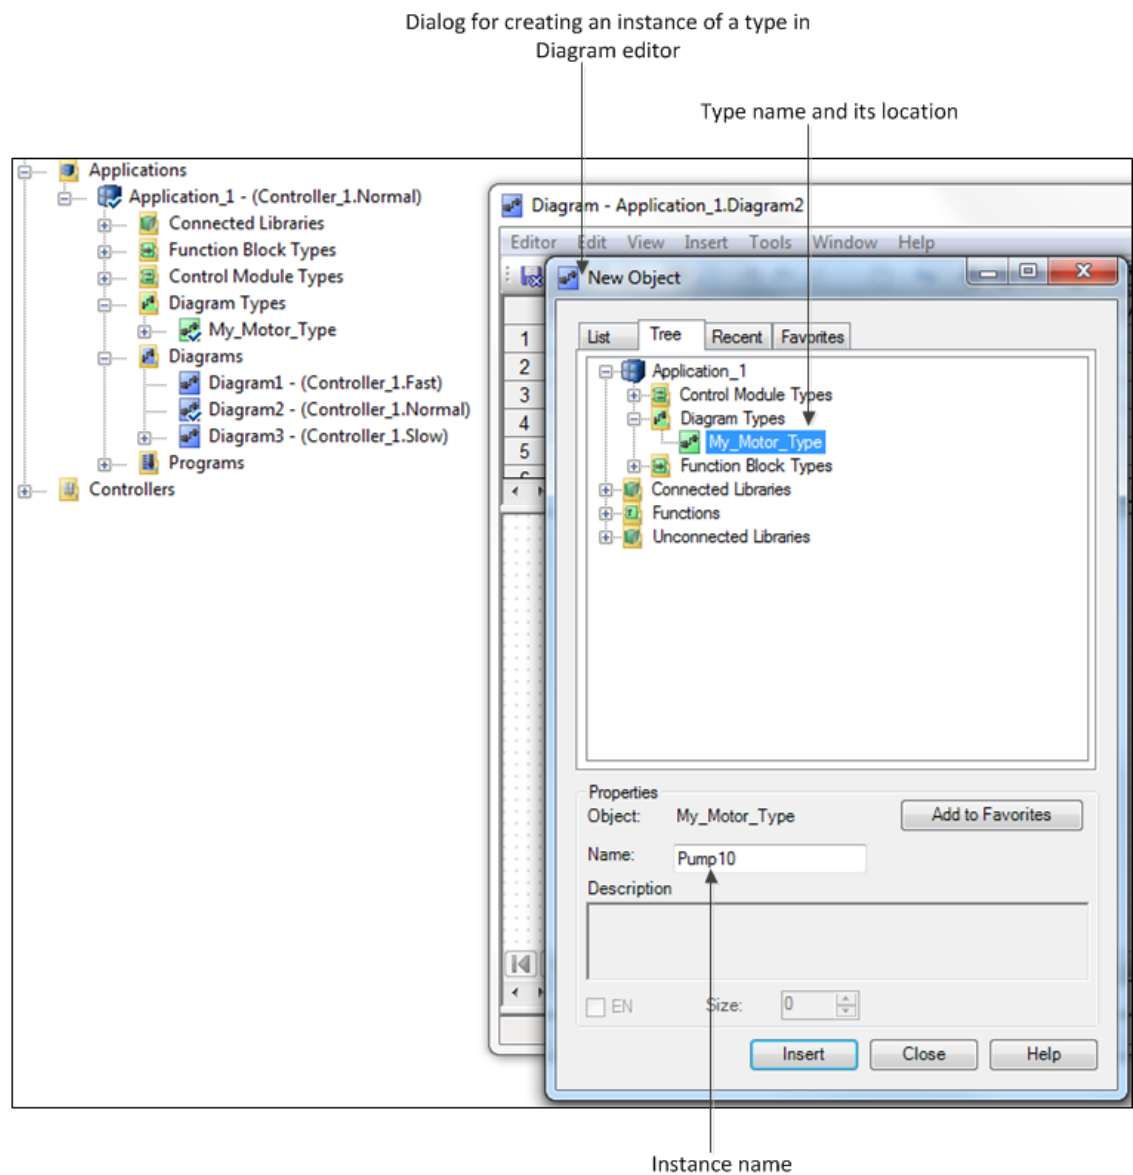 Dialog for creating an instance of a type in
Diagram editor
Type name and its location
Applications
Application_1 - (Controller_1.Normal)
Connected Libraries
Function Block Types
Control Module Types
Diagram Types
My_Motor_Type
Diagrams
Diagram1 - (Controller_1.Fast)
Diagram2 - (Controller_1.Normal)
Diagram3 - (Controller_1.Slow)
Programs
Controllers
Diagram - Application_1.Diagram2
Editor Edit View Insert Tools Window Help
New Object
1
2
3
4
5
List Tree Recent Favorites
Application_1
Control Module Types
Diagram Types
My_Motor_Type
Function Block Types
Connected Libraries
Functions
Unconnected Libraries
Properties
Object: My_Motor_Type Add to Favorites
Name: Pump10
Description
EN Size: 0
Insert Close Help
Instance name